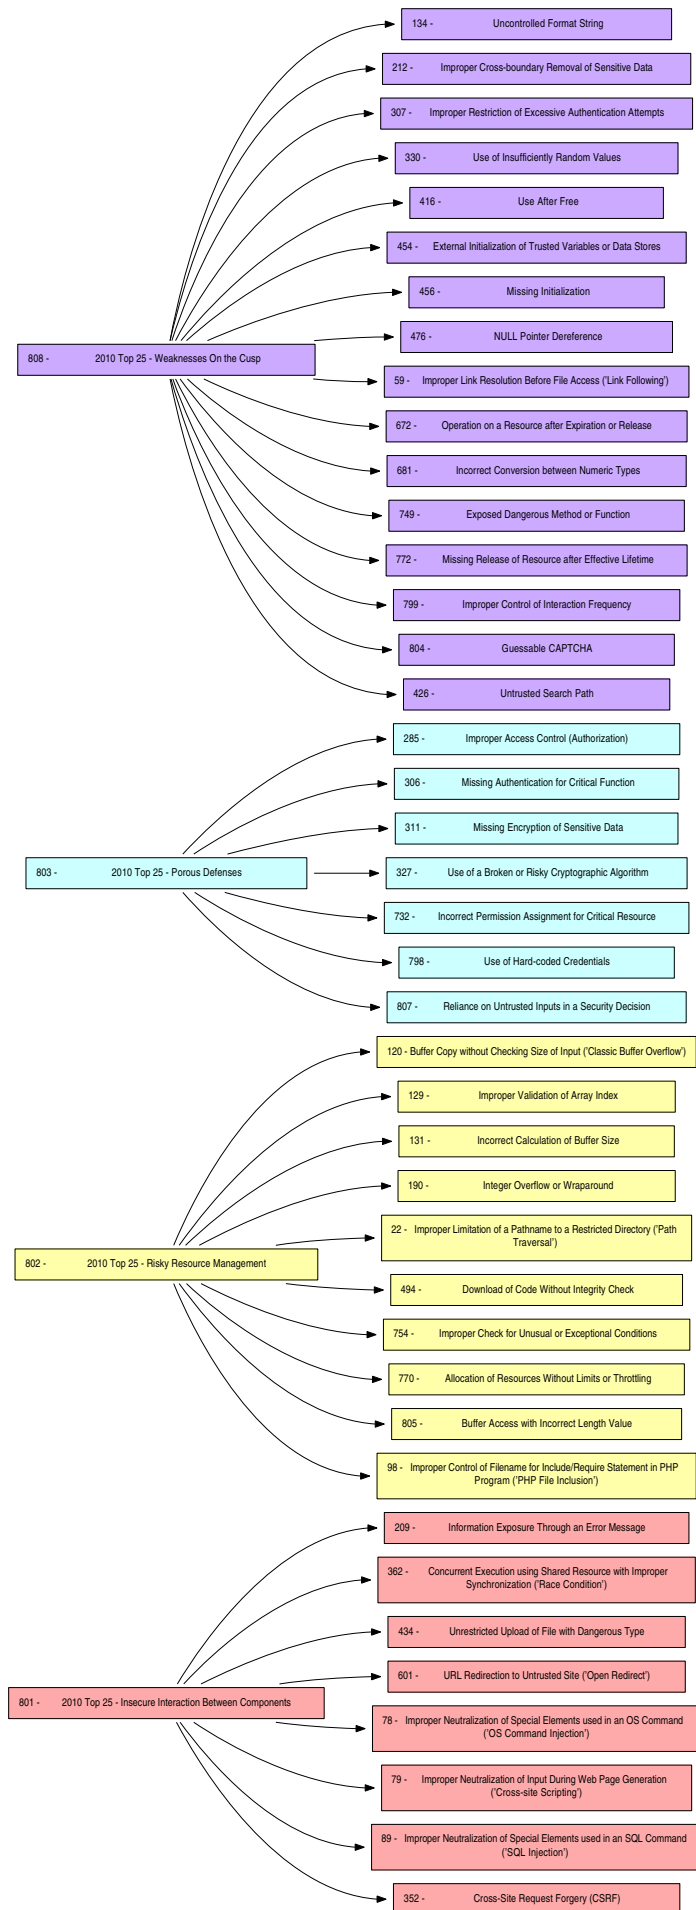 134 - Uncontrolled Format String
212 - Improper Cross-boundary Removal of Sensitive Data
307 - Improper Restriction of Excessive Authentication Attempts
330 - Use of Insufficiently Random Values
416 - Use After Free
454 - External Initialization of Trusted Variables or Data Stores
456 - Missing Initialization
476 - NULL Pointer Dereference
808 - 2010 Top 25 - Weaknesses On the Cusp
59 - Improper Link Resolution Before File Access ('Link Following')
672 - Operation on a Resource after Expiration or Release
681 - Incorrect Conversion between Numeric Types
749 - Exposed Dangerous Method or Function
772 - Missing Release of Resource after Effective Lifetime
799 - Improper Control of Interaction Frequency
804 - Guessable CAPTCHA
426 - Untrusted Search Path
285 - Improper Access Control (Authorization)
306 - Missing Authentication for Critical Function
311 - Missing Encryption of Sensitive Data
803 - 2010 Top 25 - Porous Defenses
327 - Use of a Broken or Risky Cryptographic Algorithm
732 - Incorrect Permission Assignment for Critical Resource
798 - Use of Hard-coded Credentials
807 - Reliance on Untrusted Inputs in a Security Decision
120 - Buffer Copy without Checking Size of Input ('Classic Buffer Overflow')
129 - Improper Validation of Array Index
131 - Incorrect Calculation of Buffer Size
190 - Integer Overflow or Wraparound
22 - Improper Limitation of a Pathname to a Restricted Directory ('Path
Traversal')
802 - 2010 Top 25 - Risky Resource Management
494 - Download of Code Without Integrity Check
754 - Improper Check for Unusual or Exceptional Conditions
770 - Allocation of Resources Without Limits or Throttling
805 - Buffer Access with Incorrect Length Value
98 - Improper Control of Filename for Include/Require Statement in PHP
Program ('PHP File Inclusion')
209 - Information Exposure Through an Error Message
362 - Concurrent Execution using Shared Resource with Improper
Synchronization ('Race Condition')
434 - Unrestricted Upload of File with Dangerous Type
601 - URL Redirection to Untrusted Site ('Open Redirect')
801 - 2010 Top 25 - Insecure Interaction Between Components
78 - Improper Neutralization of Special Elements used in an OS Command
('OS Command Injection')
79 - Improper Neutralization of Input During Web Page Generation
('Cross-site Scripting')
89 - Improper Neutralization of Special Elements used in an SQL Command
('SQL Injection')
352 - Cross-Site Request Forgery (CSRF)